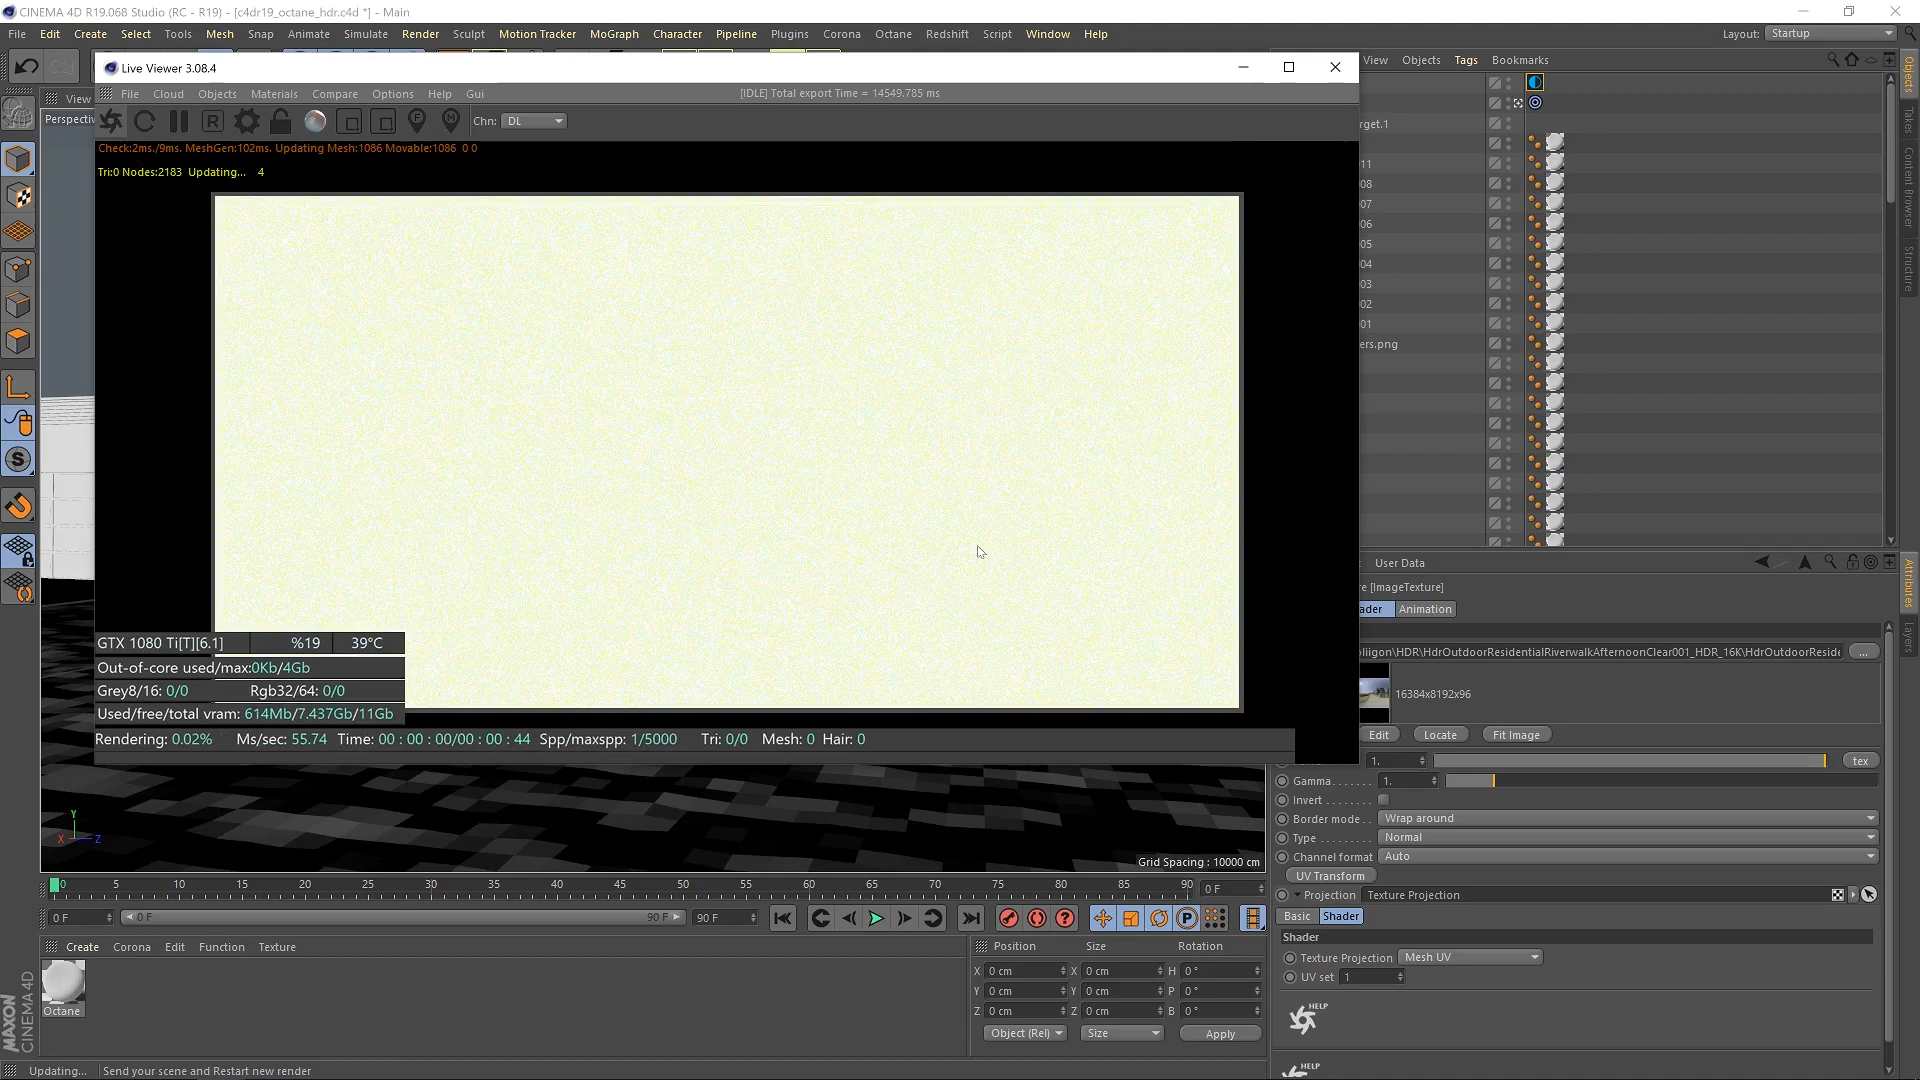 CINEMA 4D R19.068 Studio (RC - R19) - [c4dr19_octane_hdr.c4d *] - Main
File Edit Create Select Tools Mesh Snap Animate Simulate Render Sculpt Motion Tracker MoGraph Character Pipeline Plugins Corona Octane Redshift Script Window Help
Layout: Startup
Live Viewer 3.08.4
View Objects Tags Bookmarks
File Cloud Objects Materials Compare Options Help Gui
[IDLE] Total export Time = 14549.785 ms
View
Perspecti
Chn: DL
Check:2ms./9ms. MeshGen:102ms. Updating Mesh:1086 Movable:1086 0 0
Tri:0 Nodes:2183 Updating... 4
rget.1
11
08
07
06
05
04
03
02
01
ers.png
Objects
Takes
Content Browser
Structure
User Data
re [ImageTexture]
ader Animation
Attributes
Layers
oliigon\HDR\HdrOutdoorResidentialRiverwalkAfternoonClear001_HDR_16K\HdrOutdoorReside ...
16384x8192x96
Edit Locate Fit Image
1. tex
Gamma 1.
Invert
Border mode Wrap around
Type Normal
Channel format Auto
UV Transform
Projection Texture Projection
Basic Shader
Shader
Texture Projection Mesh UV
UV set 1
HELP
HELP
GTX 1080 Ti[T][6.1] %19 39°C
Out-of-core used/max:0Kb/4Gb
Grey8/16: 0/0 Rgb32/64: 0/0
Used/free/total vram: 614Mb/7.437Gb/11Gb
Rendering: 0.02% Ms/sec: 55.74 Time: 00 : 00 : 00/00 : 00 : 44 Spp/maxspp: 1/5000 Tri: 0/0 Mesh: 0 Hair: 0
Y
X Z
Grid Spacing : 10000 cm
0 5 10 15 20 25 30 35 40 45 50 55 60 65 70 75 80 85 90 0 F
0 F 0 F 90 F 90 F
Create Corona Edit Function Texture
Octane
Position Size Rotation
X 0 cm X 0 cm H 0 °
Y 0 cm Y 0 cm P 0 °
Z 0 cm Z 0 cm B 0 °
Object (Rel) Size Apply
MAXON
CINEMA 4D
Updating... Send your scene and Restart new render